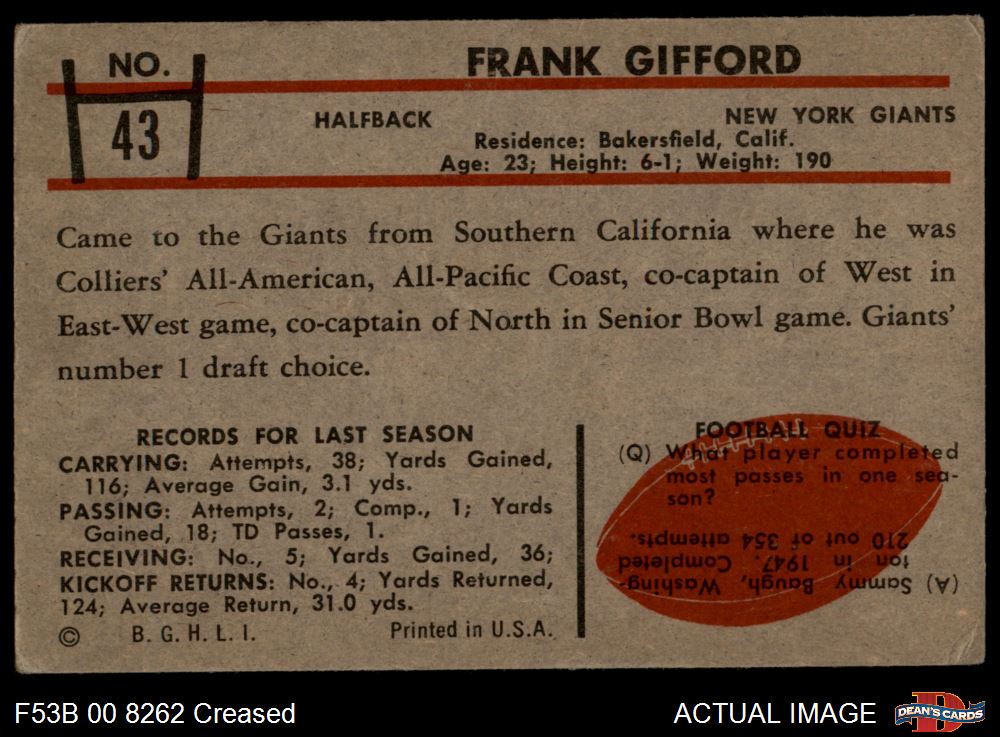 NO.
43
FRANK GIFFORD
HALFBACK
NEW YORK GIANTS
Residence: Bakersfield, Calif.
Age: 23; Height: 6-1; Weight: 190
Came to the Giants from Southern California where he was
Colliers' All-American, All-Pacific Coast, co-captain of West in
East-West game, co-captain of North in Senior Bowl game. Giants'
number 1 draft choice.
RECORDS FOR LAST SEASON
CARRYING: Attempts, 38; Yards Gained,
116; Average Gain, 3.1 yds.
PASSING: Attempts, 2; Comp., 1; Yards
Gained, 18; TD Passes, 1.
RECEIVING: No., 5; Yards Gained, 36;
KICKOFF RETURNS: No., 4; Yards Returned,
124; Average Return, 31.0 yds.
© B. G. H. L. I. Printed in U.S.A.
FOOTBALL QUIZ
(Q) What player completed
most passes in one sea-
son?
(A) Sammy Baugh, Washing-
ton in 1947. Completed
210 out of 354 attempts.
F53B 00 8262 Creased
ACTUAL IMAGE
DEAN'S CARDS